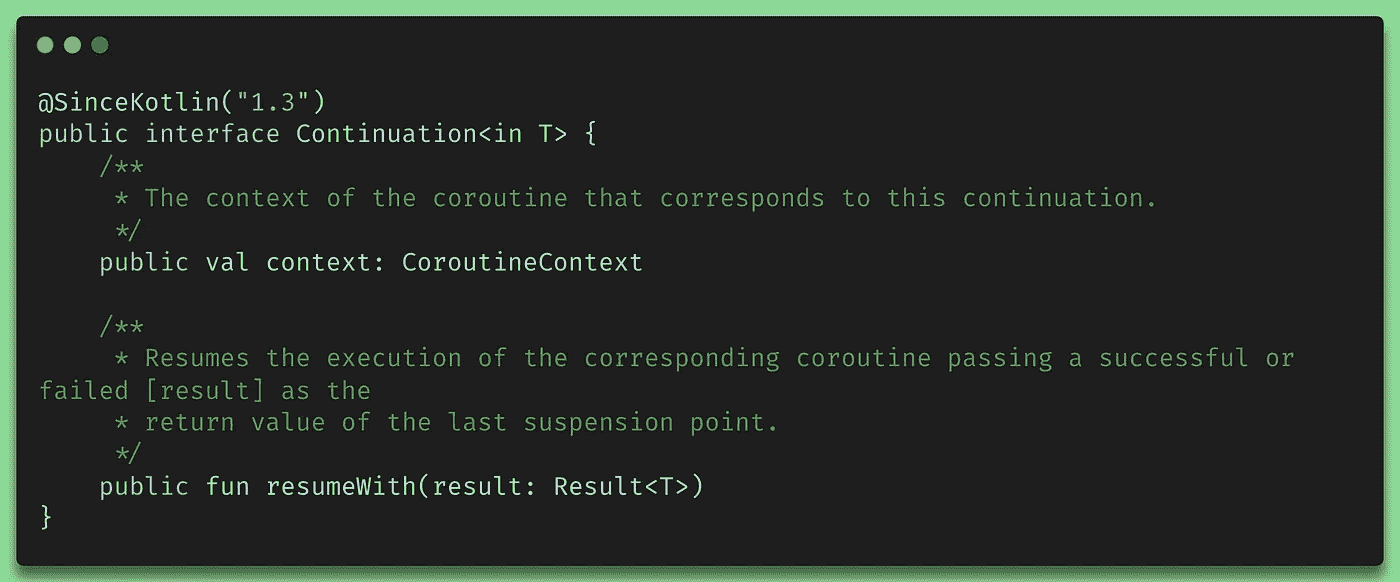 @SinceKotlin("1.3")
public interface Continuation<in T> {
    /**
     * The context of the coroutine that corresponds to this continuation.
     */
    public val context: CoroutineContext

    /**
     * Resumes the execution of the corresponding coroutine passing a successful or
failed [result] as the
     * return value of the last suspension point.
     */
    public fun resumeWith(result: Result<T>)
}